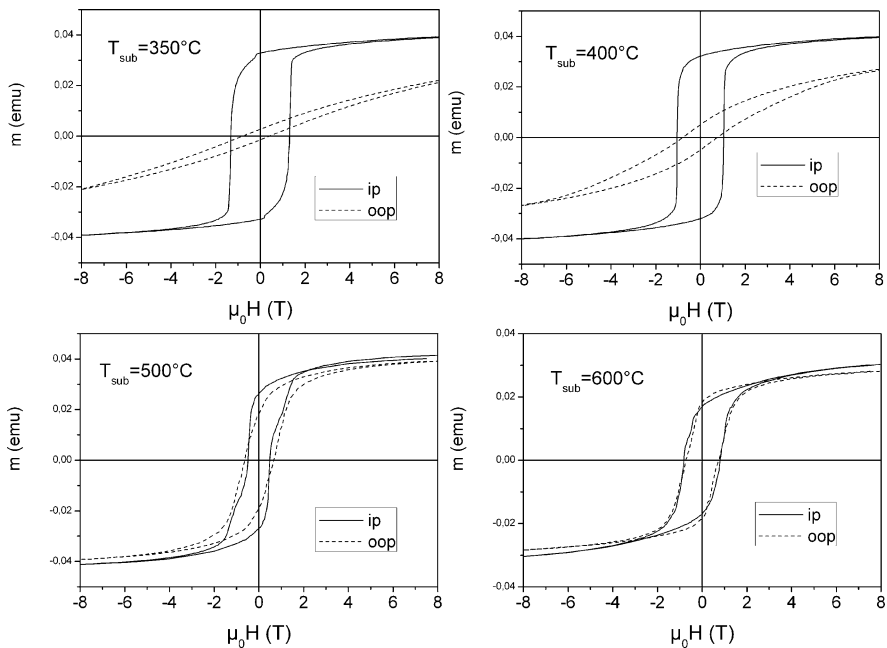 T_sub=350°C
0,04
0,02
0,00
-0,02
-0,04
m (emu)
ip
oop
-8 -6 -4 -2 0 2 4 6 8
µ₀H (T)
T_sub=400°C
0,04
0,02
0,00
-0,02
-0,04
m (emu)
ip
oop
-8 -6 -4 -2 0 2 4 6 8
µ₀H (T)
T_sub=500°C
0,04
0,02
0,00
-0,02
-0,04
m (emu)
ip
oop
-8 -6 -4 -2 0 2 4 6 8
µ₀H (T)
T_sub=600°C
0,04
0,02
0,00
-0,02
-0,04
m (emu)
ip
oop
-8 -6 -4 -2 0 2 4 6 8
µ₀H (T)